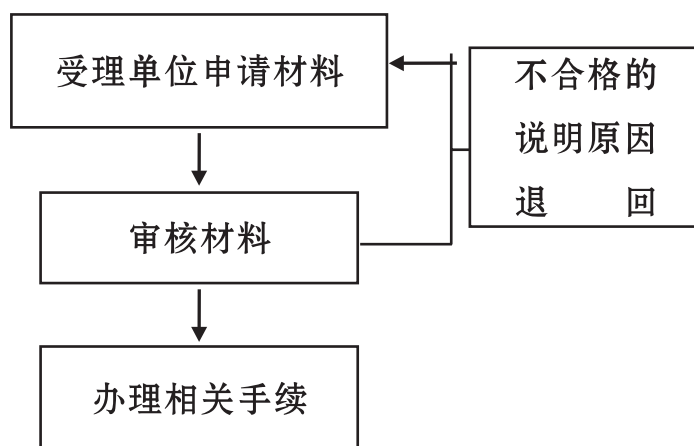 受理单位申请材料
不合格的
说明原因
退 回
审核材料
办理相关手续